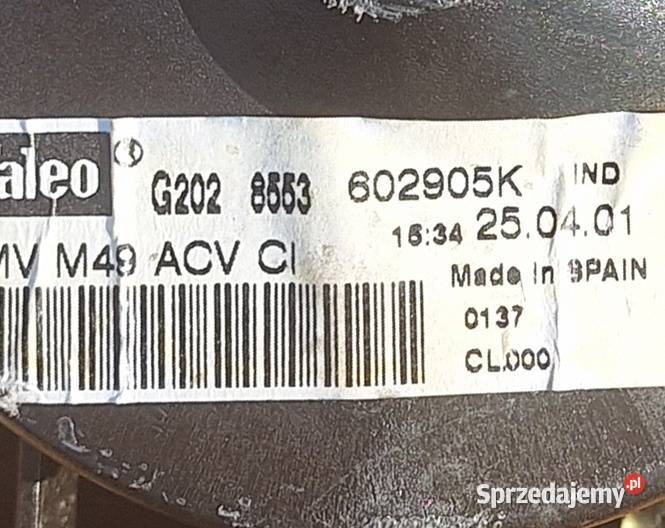 Valeo G202 8553 602905K IND
16:34 25.04.01
MV M49 ACV CI
Made in SPAIN
0137
CL000
Sprzedajemy.pl